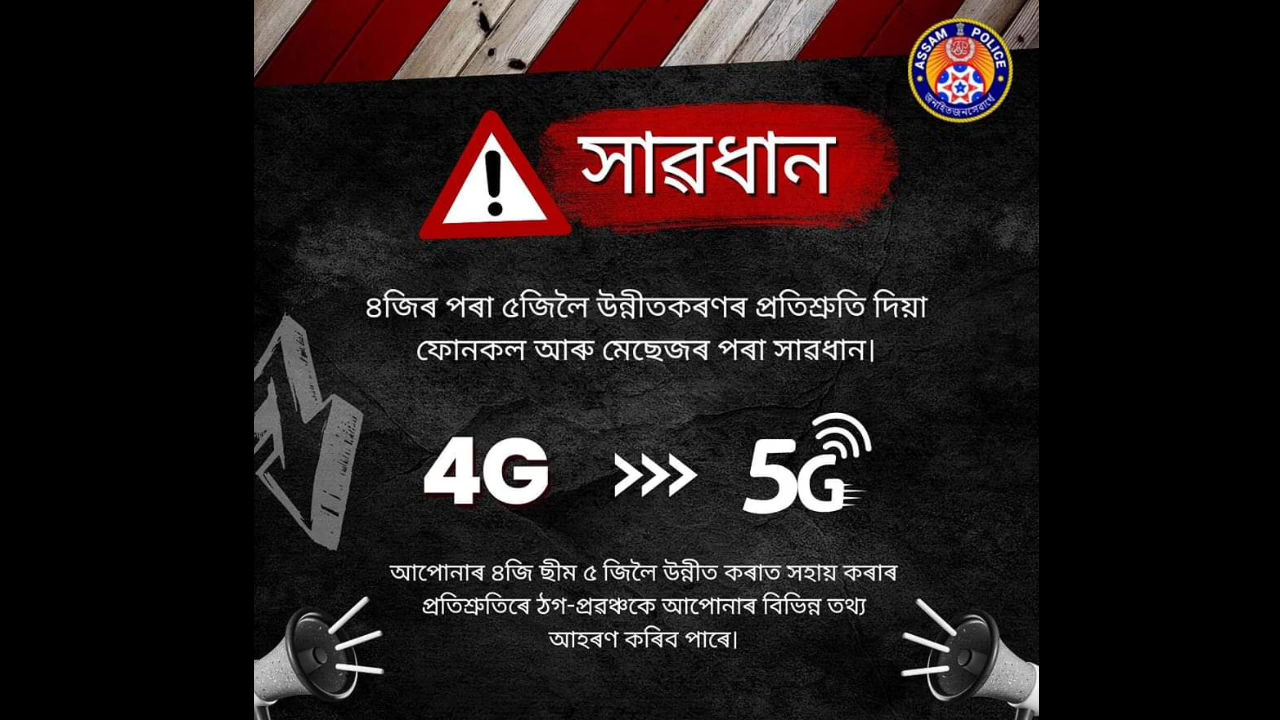 ASSAM POLICE
সাৱধান
৪জিৰ পৰা ৫জিলৈ উন্নীতকৰণৰ প্ৰতিশ্ৰুতি দিয়া
ফোনকল আৰু মেছেজৰ পৰা সাৱধান।
4G >>> 5G
আপোনাৰ ৪জি ছীম ৫ জিলৈ উন্নীত কৰাত সহায় কৰাৰ
প্ৰতিশ্ৰুতিৰে ঠগ-প্ৰৱঞ্চকে আপোনাৰ বিভিন্ন তথ্য
আহৰণ কৰিব পাৰে।